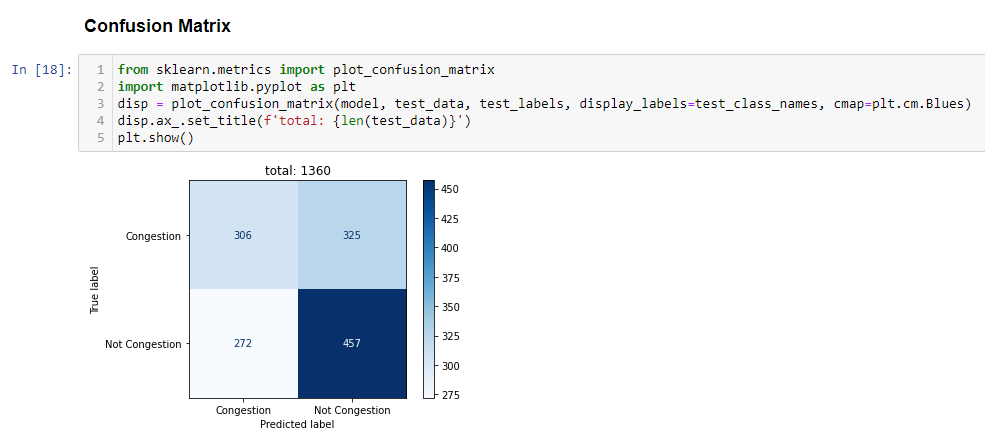 Confusion Matrix
In [18]:
1 from sklearn.metrics import plot_confusion_matrix
2 import matplotlib.pyplot as plt
3 disp = plot_confusion_matrix(model, test_data, test_labels, display_labels=test_class_names, cmap=plt.cm.Blues)
4 disp.ax_.set_title(f'total: {len(test_data)}')
5 plt.show()
total: 1360
True label
Congestion
306
325
Not Congestion
272
457
Congestion
Not Congestion
Predicted label
450
425
400
375
350
325
300
275